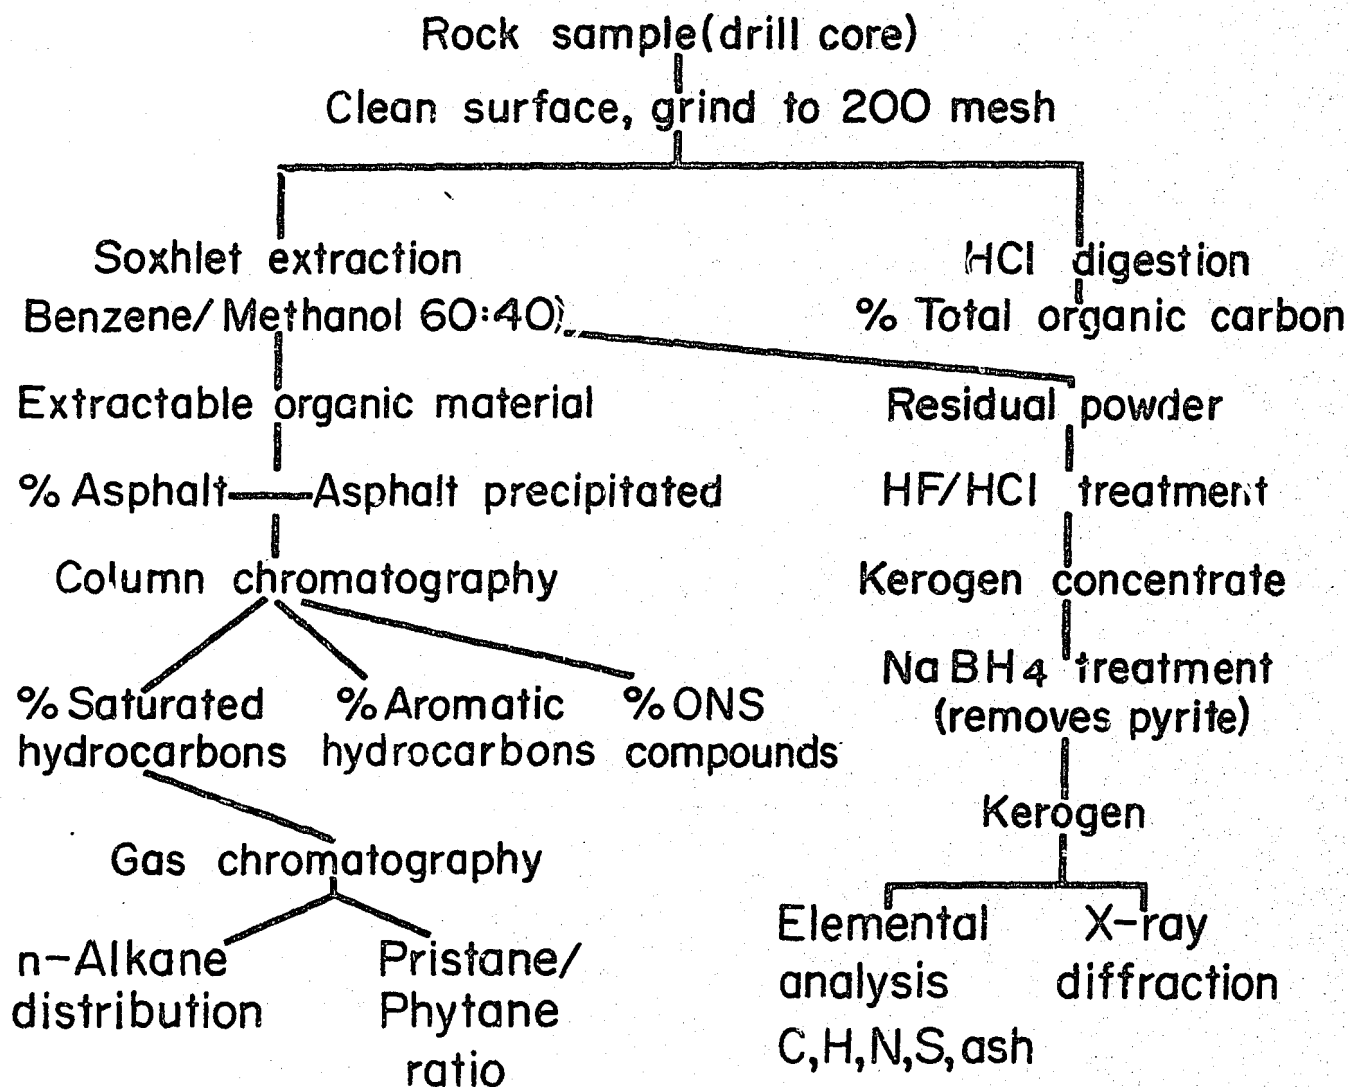 Rock sample(drill core)
Clean surface, grind to 200 mesh
Soxhlet extraction
Benzene/Methanol 60:40)
HCl digestion
% Total organic carbon
Extractable organic material
Residual powder
% Asphalt—Asphalt precipitated
HF/HCl treatment
Column chromatography
Kerogen concentrate
NaBH4 treatment
(removes pyrite)
% Saturated
hydrocarbons
% Aromatic
hydrocarbons
% ONS
compounds
Kerogen
Gas chromatography
n-Alkane
distribution
Pristane/
Phytane
ratio
Elemental
analysis
C,H,N,S,ash
X-ray
diffraction